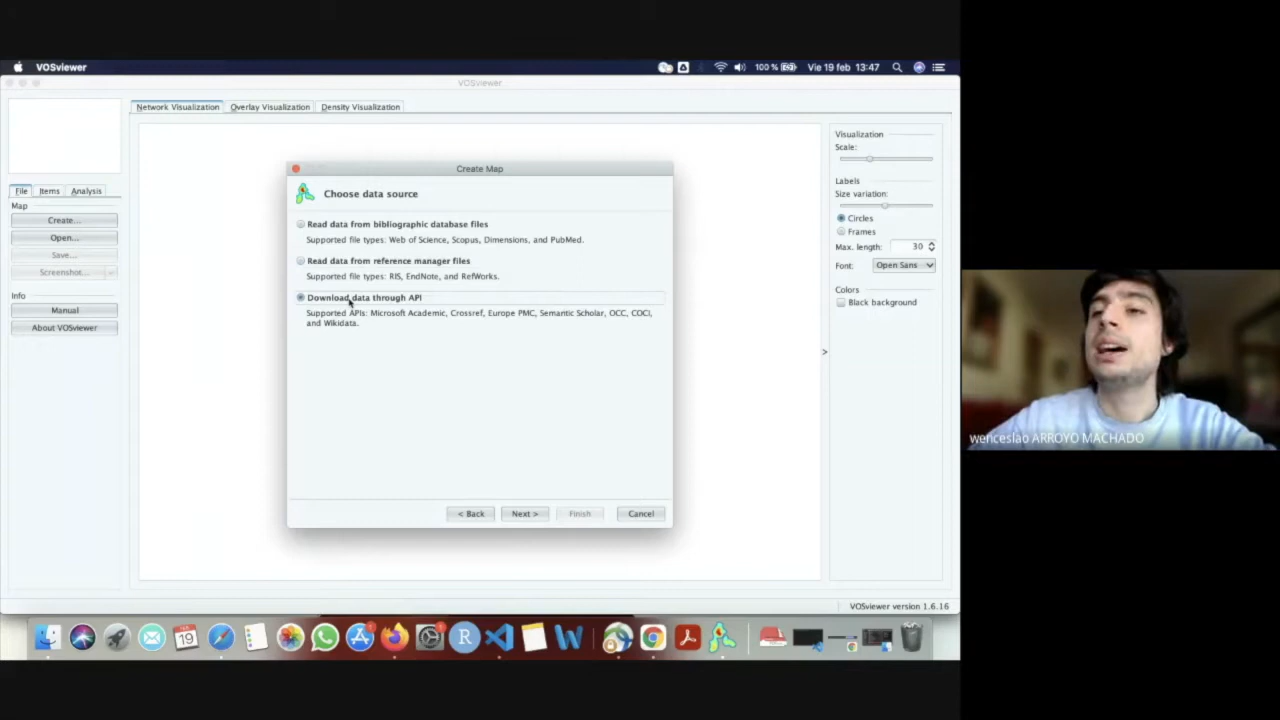 VOSviewer
100 %
Vie 19 feb 13:47
VOSviewer
Network Visualization
Overlay Visualization
Density Visualization
File
Items
Analysis
Map
Create...
Open...
Save...
Screenshot...
Info
Manual
About VOSviewer
Create Map
Choose data source
Read data from bibliographic database files
Supported file types: Web of Science, Scopus, Dimensions, and PubMed.
Read data from reference manager files
Supported file types: RIS, EndNote, and RefWorks.
Download data through API
Supported APIs: Microsoft Academic, Crossref, Europe PMC, Semantic Scholar, OCC, COCI,
and Wikidata.
< Back
Next >
Finish
Cancel
>
Visualization
Scale:
Labels
Size variation:
Circles
Frames
Max. length:
30
Font:
Open Sans
Colors
Black background
VOSviewer version 1.6.16
wenceslao ARROYO MACHADO
19
R
W